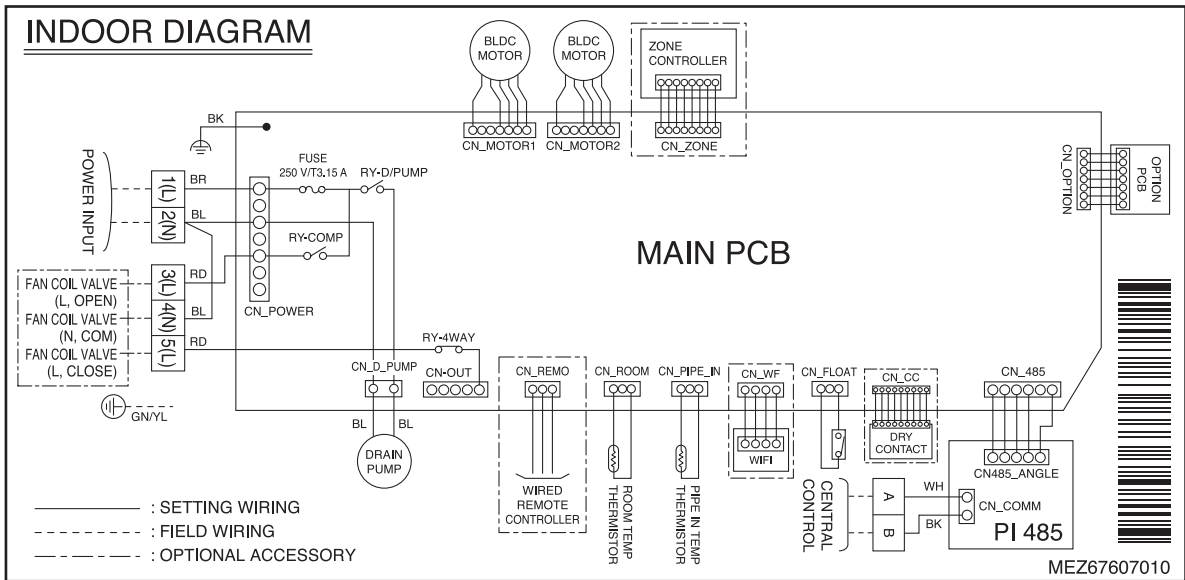 INDOOR DIAGRAM
BLDC
MOTOR
BLDC
MOTOR
ZONE
CONTROLLER
CN_MOTOR1
CN_MOTOR2
CN_ZONE
BK
POWER INPUT
1(L)
BR
2(N)
BL
FUSE
250 V/T3.15 A
RY-D/PUMP
RY-COMP
CN_POWER
MAIN PCB
CN_OPTION
OPTION
PCB
FAN COIL VALVE
(L, OPEN)
3(L)
RD
FAN COIL VALVE
(N, COM)
4(N)
BL
FAN COIL VALVE
(L, CLOSE)
5(L)
RD
GN/YL
RY-4WAY
CN_D_PUMP
CN-OUT
BL
BL
DRAIN
PUMP
CN_REMO
WIRED
REMOTE
CONTROLLER
CN_ROOM
ROOM TEMP
THERMISTOR
CN_PIPE_IN
PIPE IN TEMP
THERMISTOR
CN_WF
WIFI
CN_FLOAT
CN_CC
DRY
CONTACT
CN_485
CN485_ANGLE
CENTRAL
CONTROL
A
WH
B
BK
CN_COMM
PI 485
: SETTING WIRING
: FIELD WIRING
: OPTIONAL ACCESSORY
MEZ67607010